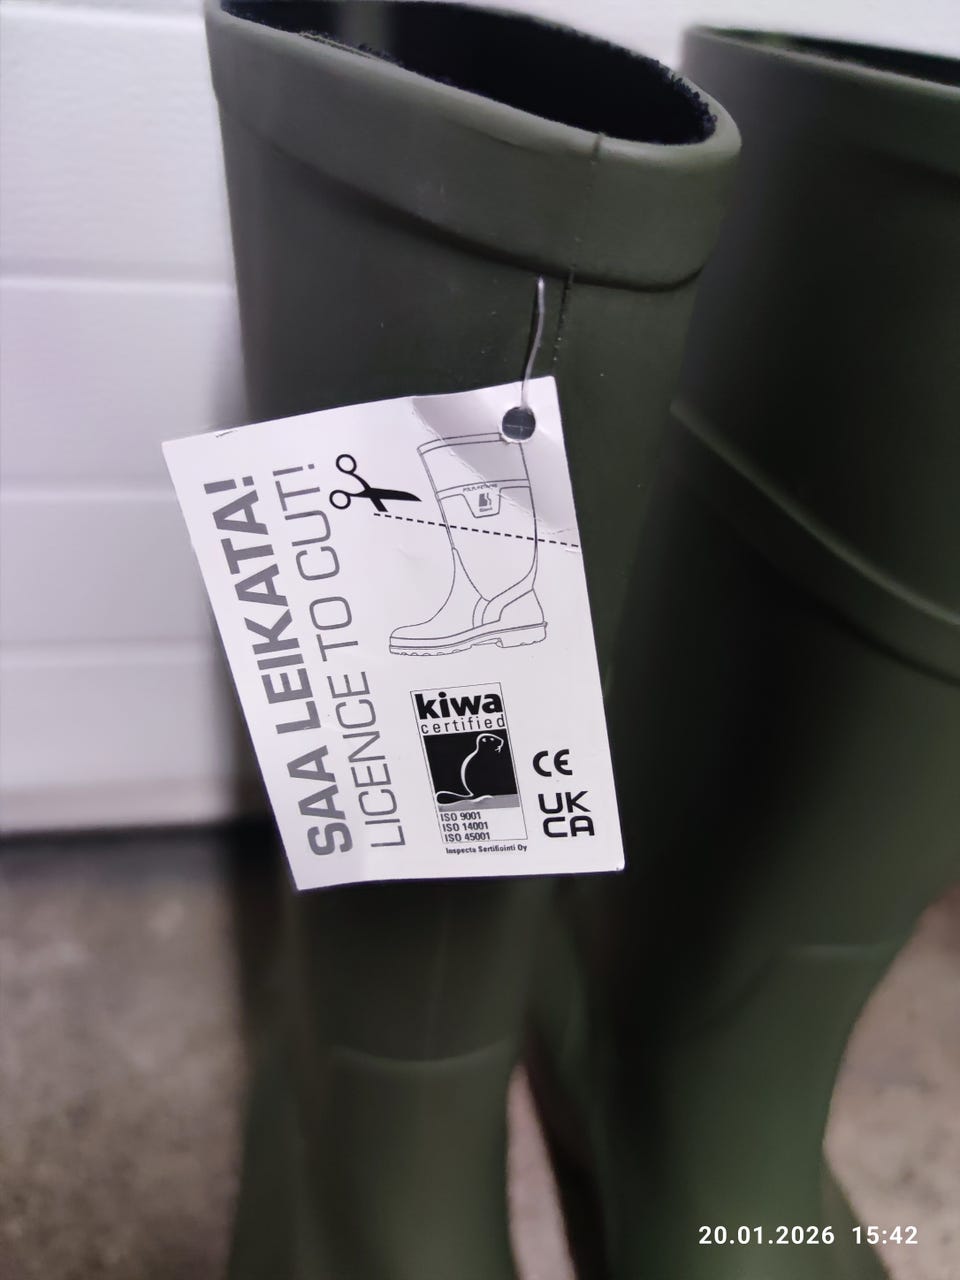 SAA LEIKATA!
LICENCE TO CUT!
kiwa
certified
ISO 9001
ISO 14001
ISO 45001
Inspecta Sertifiointi Oy
CE
UK
CA
20.01.2026 15:42